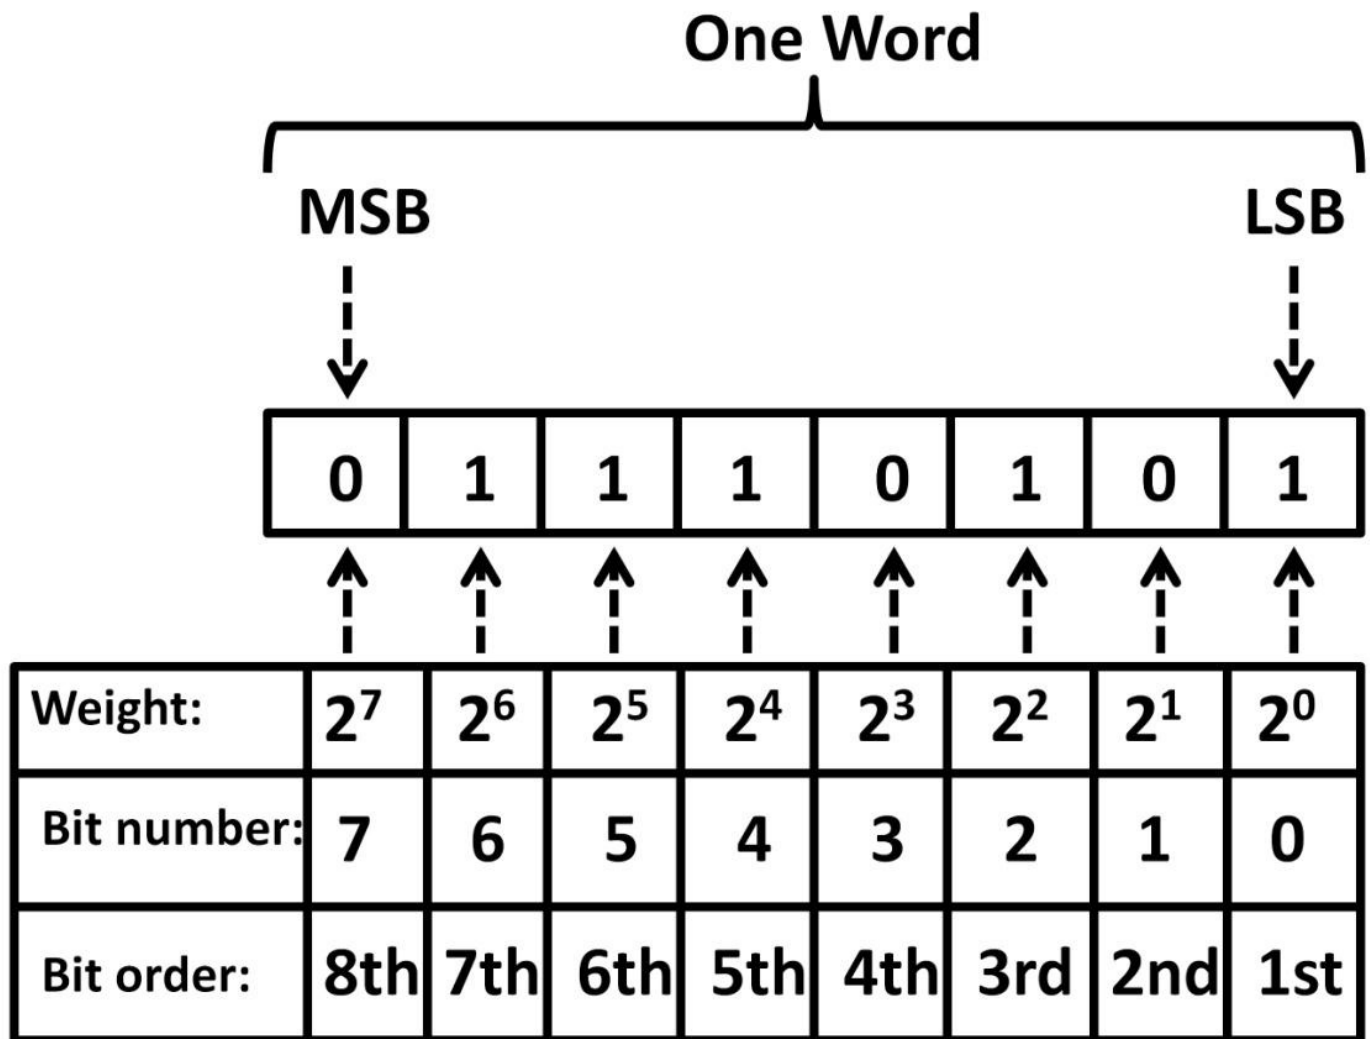 One Word
MSB LSB
0 1 1 1 0 1 0 1
Weight: 2⁷ 2⁶ 2⁵ 2⁴ 2³ 2² 2¹ 2⁰
Bit number: 7 6 5 4 3 2 1 0
Bit order: 8th 7th 6th 5th 4th 3rd 2nd 1st